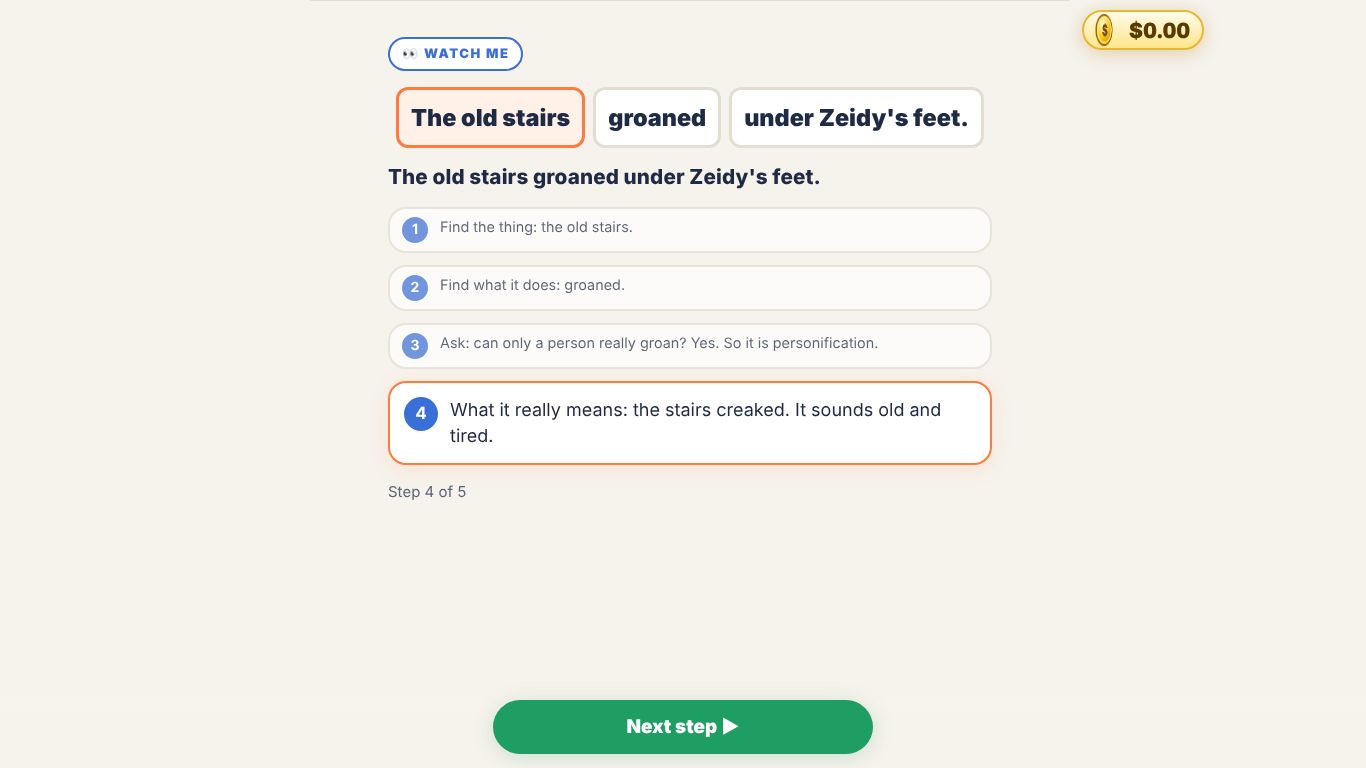 $0.00
👀 WATCH ME
The old stairs groaned under Zeidy's feet.
The old stairs groaned under Zeidy's feet.
1 Find the thing: the old stairs.
2 Find what it does: groaned.
3 Ask: can only a person really groan? Yes. So it is personification.
4 What it really means: the stairs creaked. It sounds old and
tired.
Step 4 of 5
Next step ▶